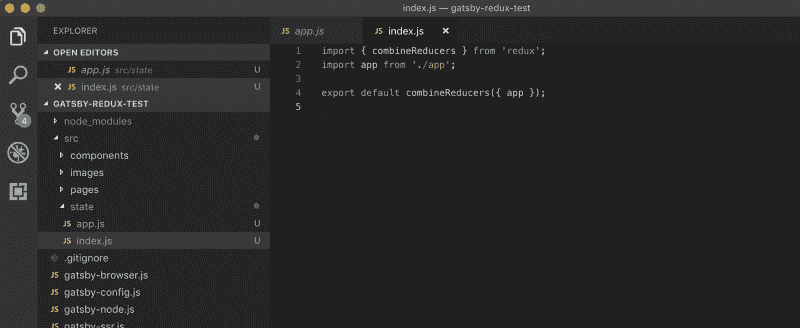 index.js — gatsby-redux-test
EXPLORER
OPEN EDITORS
JS app.js src/state U
JS index.js src/state U
GATSBY-REDUX-TEST
node_modules
src
components
images
pages
state
JS app.js U
JS index.js U
.gitignore
JS gatsby-browser.js
JS gatsby-config.js
JS gatsby-node.js
JS gatsby-ssr.js
4
JS app.js
JS index.js
1 import { combineReducers } from 'redux';
2 import app from './app';
3
4 export default combineReducers({ app });
5